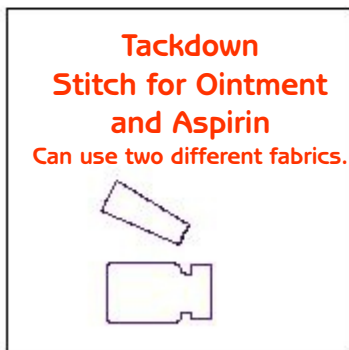 Tackdown
Stitch for Ointment
and Aspirin
Can use two different fabrics.